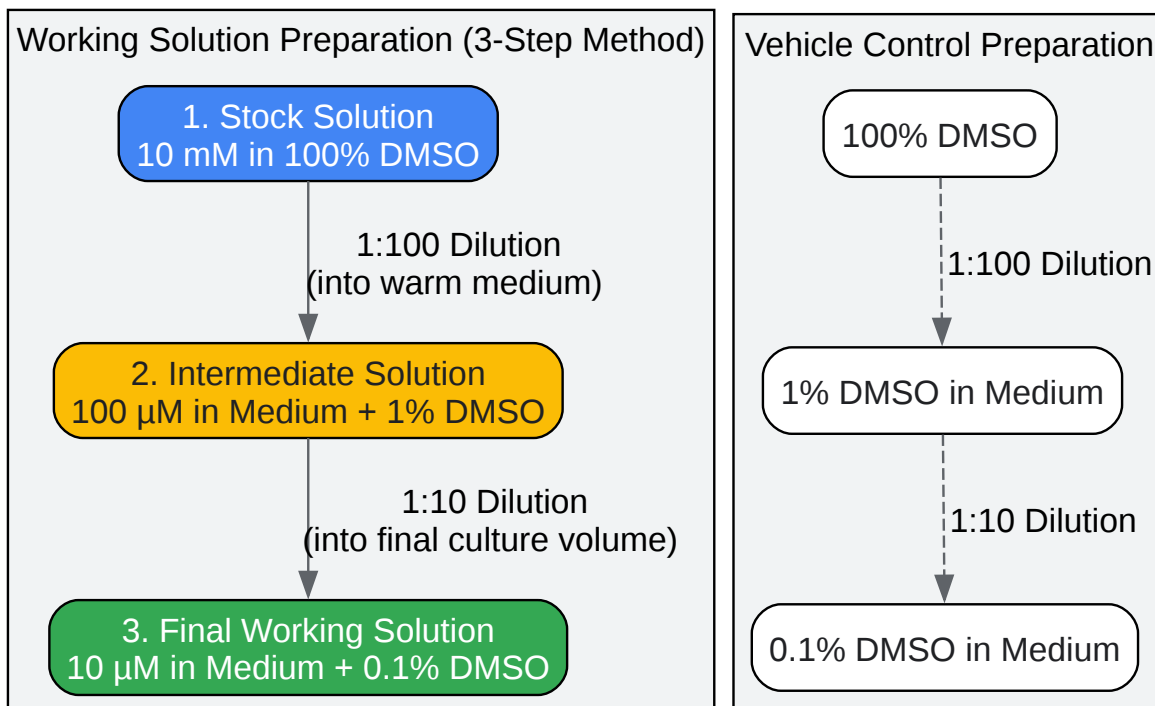 Working Solution Preparation (3-Step Method)
1. Stock Solution
10 mM in 100% DMSO
1:100 Dilution
(into warm medium)
2. Intermediate Solution
100 µM in Medium + 1% DMSO
1:10 Dilution
(into final culture volume)
3. Final Working Solution
10 µM in Medium + 0.1% DMSO
Vehicle Control Preparation
100% DMSO
1:100 Dilution
1% DMSO in Medium
1:10 Dilution
0.1% DMSO in Medium